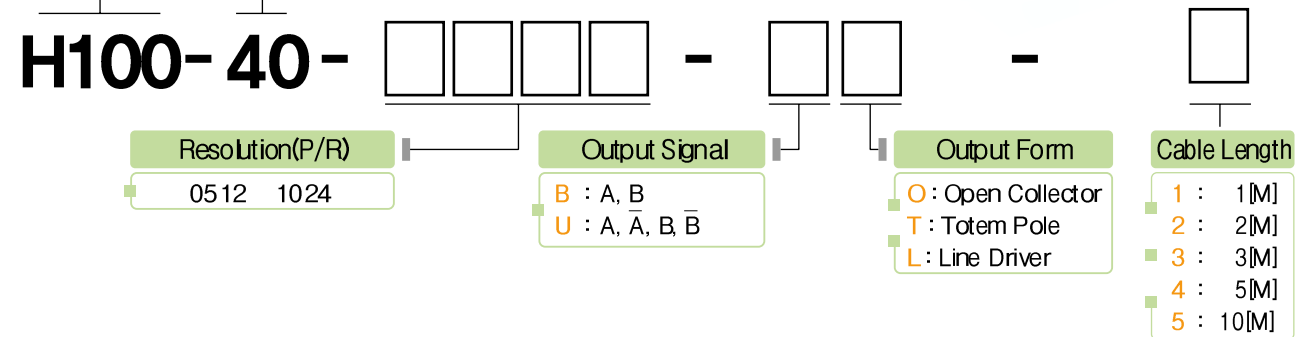 H100-40- - -
Resolution(P/R)
0512 1024
Output Signal
B : A, B
U : A, A̅, B, B̅
Output Form
O : Open Collector
T : Totem Pole
L : Line Driver
Cable Length
1 : 1[M]
2 : 2[M]
3 : 3[M]
4 : 5[M]
5 : 10[M]